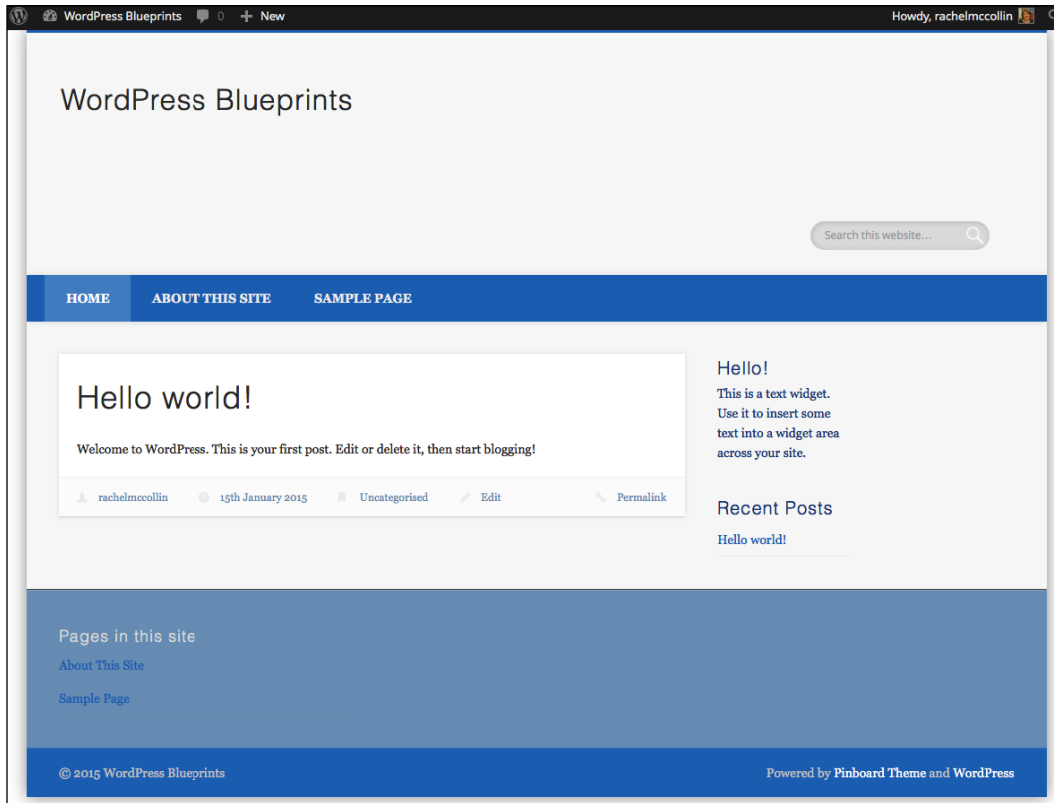 WordPress Blueprints 0 New Howdy, rachelmccollin
WordPress Blueprints
Search this website...
HOME ABOUT THIS SITE SAMPLE PAGE
Hello world!
Welcome to WordPress. This is your first post. Edit or delete it, then start blogging!
rachelmccollin 15th January 2015 Uncategorised Edit Permalink
Hello!
This is a text widget.
Use it to insert some
text into a widget area
across your site.
Recent Posts
Hello world!
Pages in this site
About This Site
Sample Page
© 2015 WordPress Blueprints Powered by Pinboard Theme and WordPress